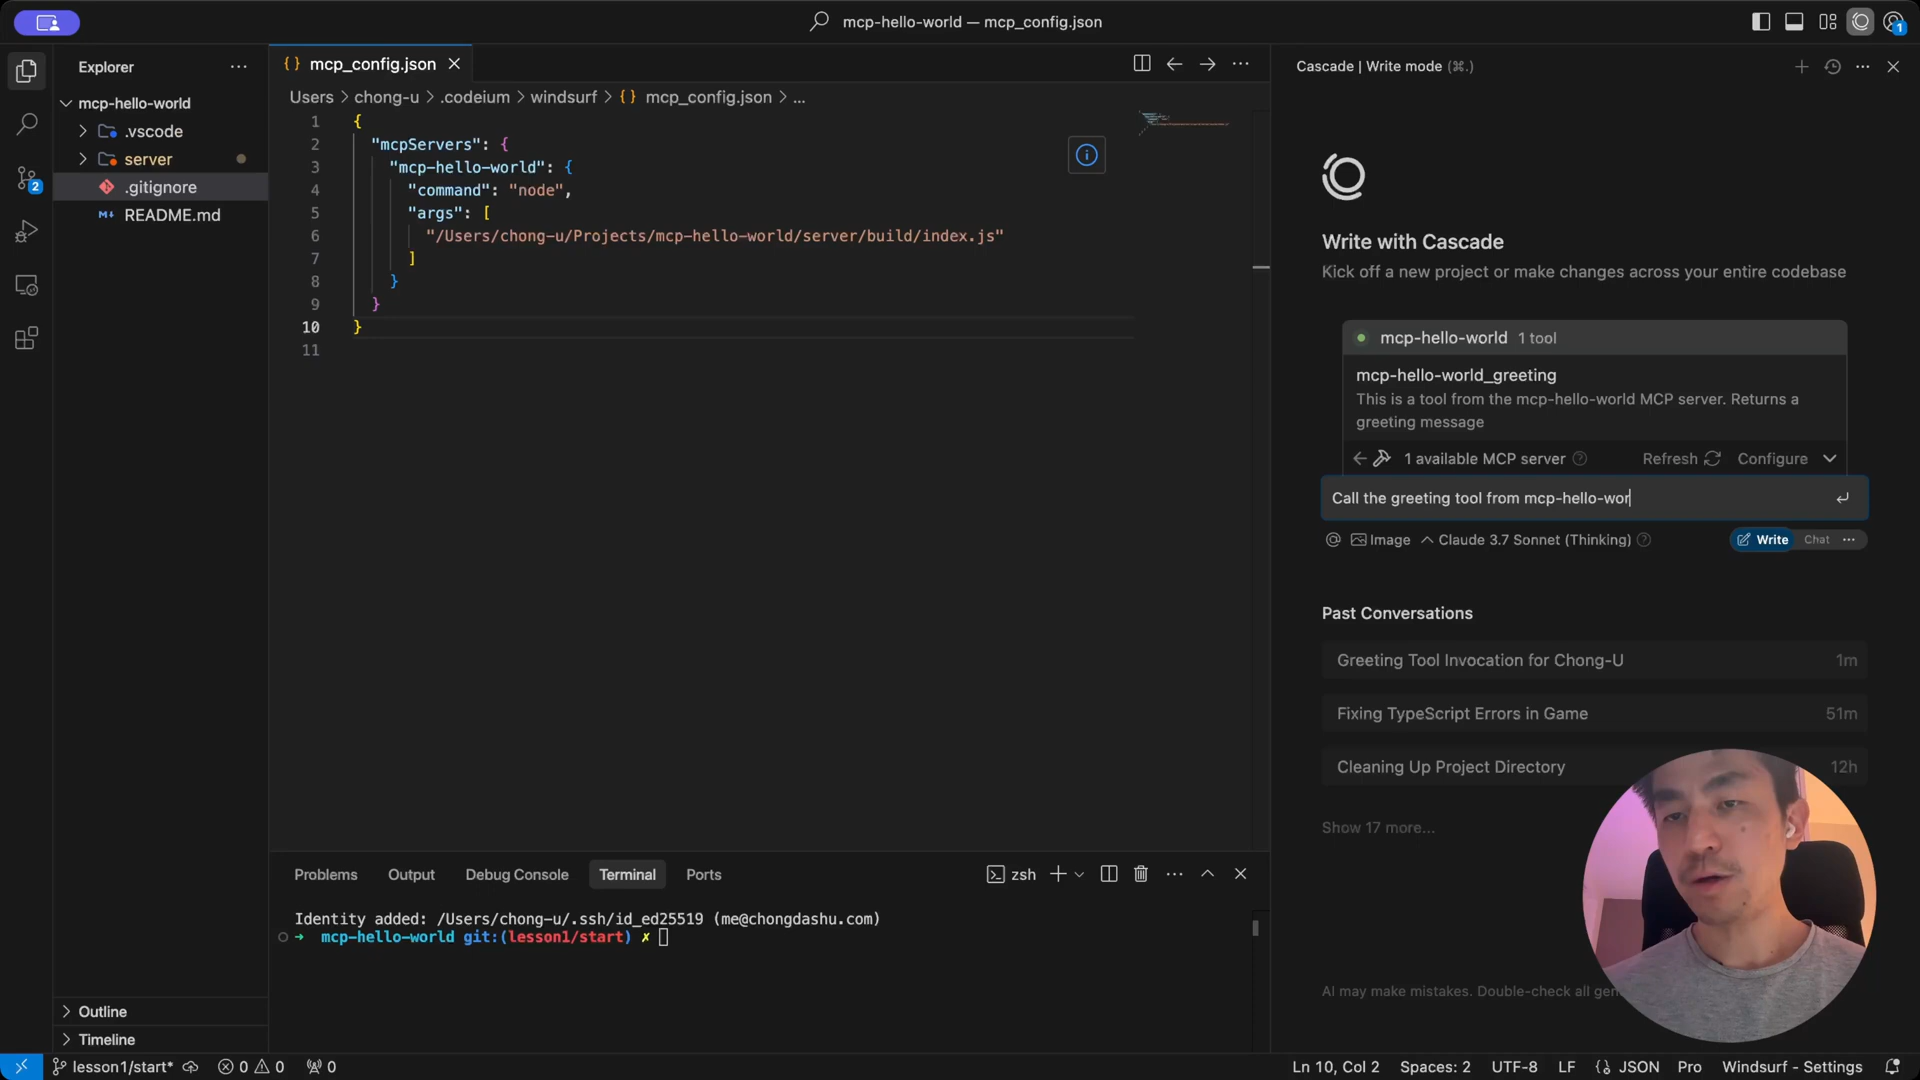 mcp-hello-world — mcp_config.json
1
Explorer
mcp-hello-world
.vscode
server
.gitignore
README.md
2
Outline
Timeline
{} mcp_config.json
Users > chong-u > .codeium > windsurf > {} mcp_config.json > ...
1 {
2 "mcpServers": {
3 "mcp-hello-world": {
4 "command": "node",
5 "args": [
6 "/Users/chong-u/Projects/mcp-hello-world/server/build/index.js"
7 ]
8 }
9 }
10 }
11
Problems Output Debug Console Terminal Ports
zsh
Identity added: /Users/chong-u/.ssh/id_ed25519 (me@chongdashu.com)
mcp-hello-world git:(lesson1/start) ✗
Cascade | Write mode (⌘.)
Write with Cascade
Kick off a new project or make changes across your entire codebase
mcp-hello-world 1 tool
mcp-hello-world_greeting
This is a tool from the mcp-hello-world MCP server. Returns a
greeting message
1 available MCP server Refresh Configure
Call the greeting tool from mcp-hello-wor
@ Image Claude 3.7 Sonnet (Thinking) Write Chat
Past Conversations
Greeting Tool Invocation for Chong-U 1m
Fixing TypeScript Errors in Game 51m
Cleaning Up Project Directory 12h
Show 17 more...
AI may make mistakes. Double-check all gen
lesson1/start* 0 0 0 Ln 10, Col 2 Spaces: 2 UTF-8 LF {} JSON Pro Windsurf - Settings